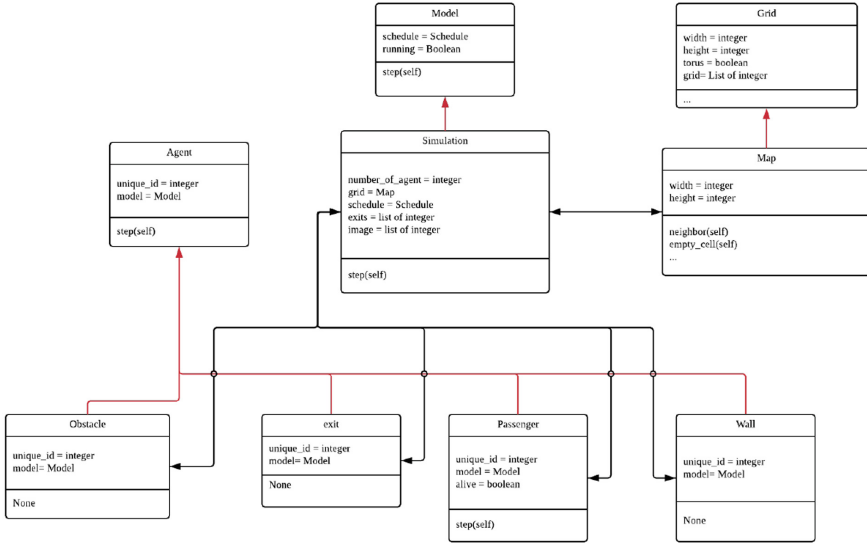 Model
schedule = Schedule
running = Boolean
step(self)
Grid
width = integer
height = integer
torus = boolean
grid= List of integer
...
Agent
unique_id = integer
model = Model
step(self)
Simulation
number_of_agent = integer
grid = Map
schedule = Schedule
exits = list of integer
image = list of integer
step(self)
Map
width = integer
height = integer
neighbor(self)
empty_cell(self)
...
Obstacle
unique_id = integer
model= Model
None
exit
unique_id = integer
model= Model
None
Passenger
unique_id = integer
model = Model
alive = boolean
step(self)
Wall
unique_id = integer
model= Model
None